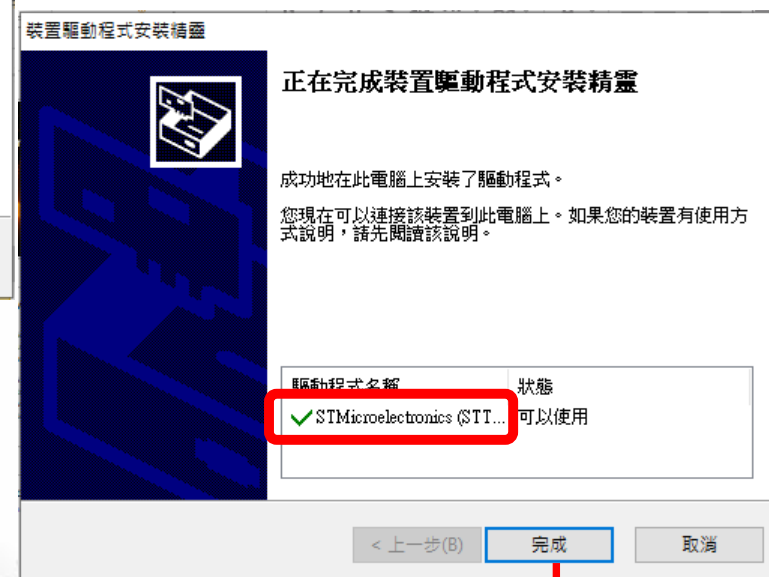 裝置驅動程式安裝精靈
正在完成裝置驅動程式安裝精靈
成功地在此電腦上安裝了驅動程式。
您現在可以連接該裝置到此電腦上。如果您的裝置有使用方
式說明，請先閱讀該說明。
驅動程式名稱 狀態
STMicroelectronics (STT... 可以使用
< 上一步(B) 完成 取消